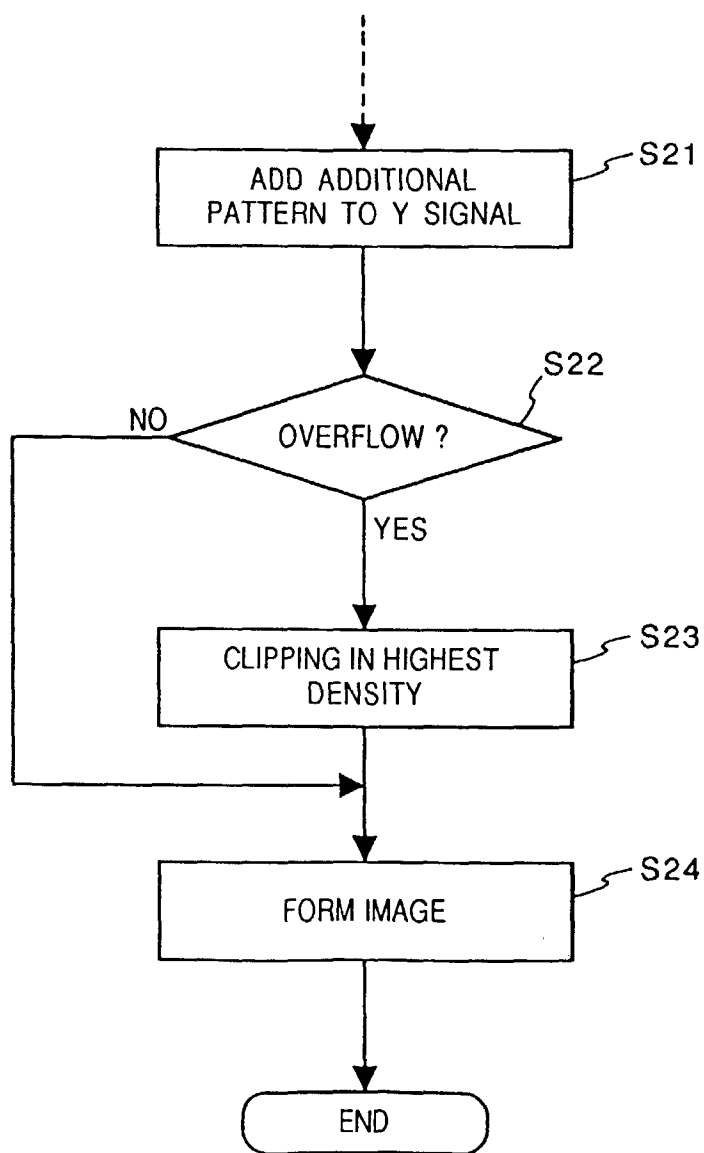 S21
ADD ADDITIONAL
PATTERN TO Y SIGNAL
S22
NO
OVERFLOW ?
YES
S23
CLIPPING IN HIGHEST
DENSITY
S24
FORM IMAGE
END